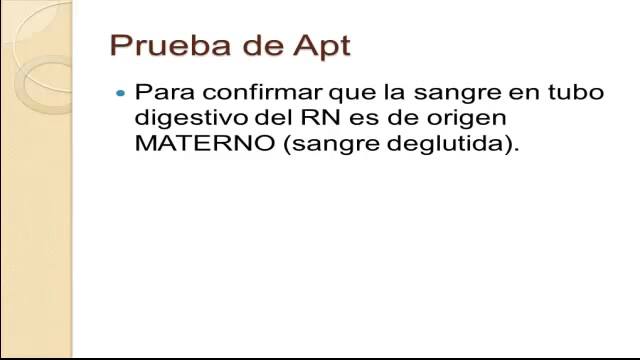 Prueba de Apt
• Para confirmar que la sangre en tubo
digestivo del RN es de origen
MATERNO (sangre deglutida).